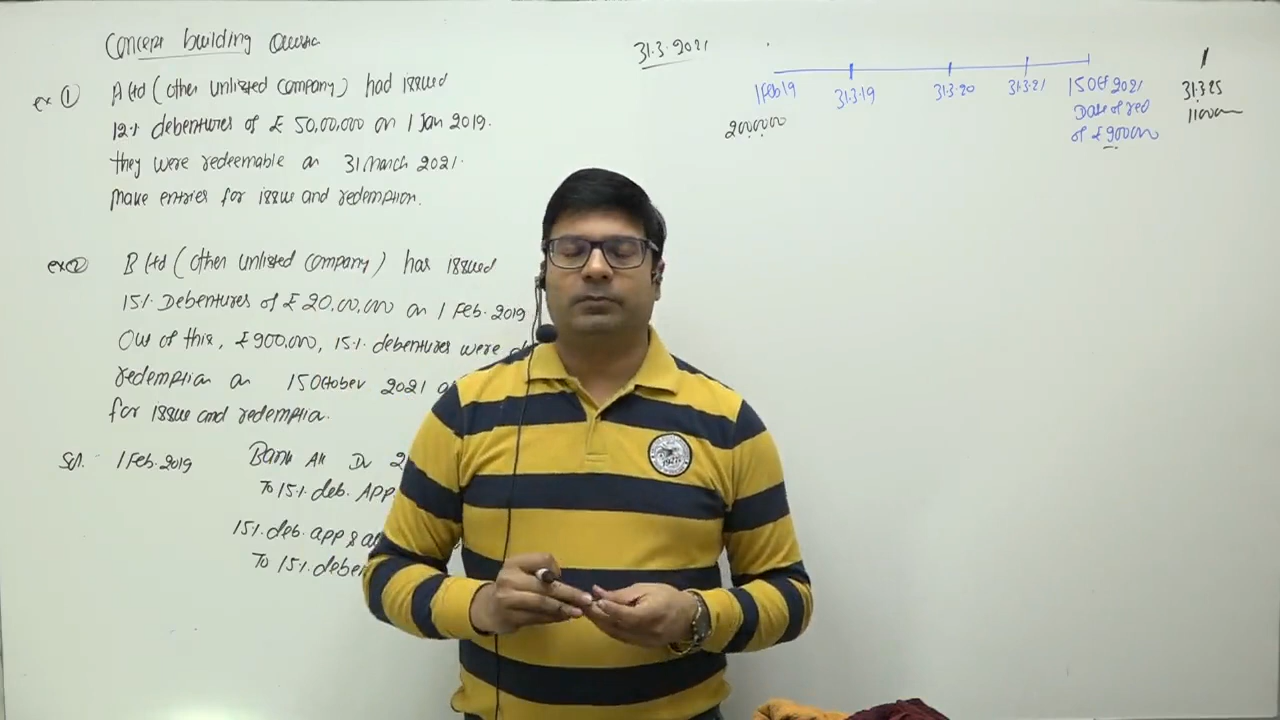 Concept building Questio
31.3.2021
ex ① A Ltd (other unlisted company) had issued
12% debentures of ₹ 50,00,000 on 1 Jan 2019.
they were redeemable on 31 March 2021.
Make entries for issue and redemption.
ex ② B Ltd (other unlisted company) has issued
15% Debentures of ₹ 20,00,000 on 1 Feb. 2019
Out of this, ₹ 900,000, 15% debentures were d
redemption on 15 October 2021
for issue and redemptio.
Sol. 1 Feb. 2019 Bank A/c Dr 2
To 15% deb. App
15% deb. app & a
To 15% deben
1 Feb 19
2000000
31.3.19
31.3.20
31.3.21
15 Oct 2021
Date of red
of ₹ 900000
31.3.25
1100000